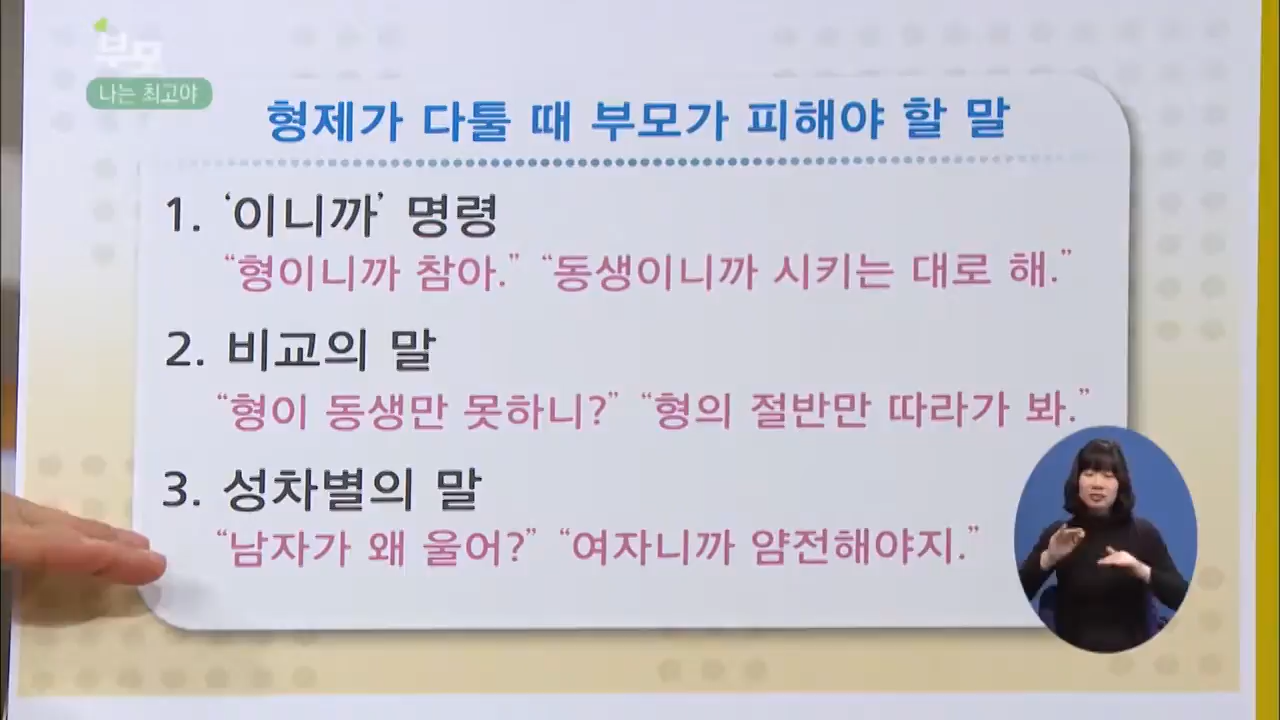 부모
나는 최고야
형제가 다툴 때 부모가 피해야 할 말
1. ‘이니까’ 명령
“형이니까 참아.” “동생이니까 시키는 대로 해.”
2. 비교의 말
“형이 동생만 못하니?” “형의 절반만 따라가 봐.”
3. 성차별의 말
“남자가 왜 울어?” “여자니까 얌전해야지.”